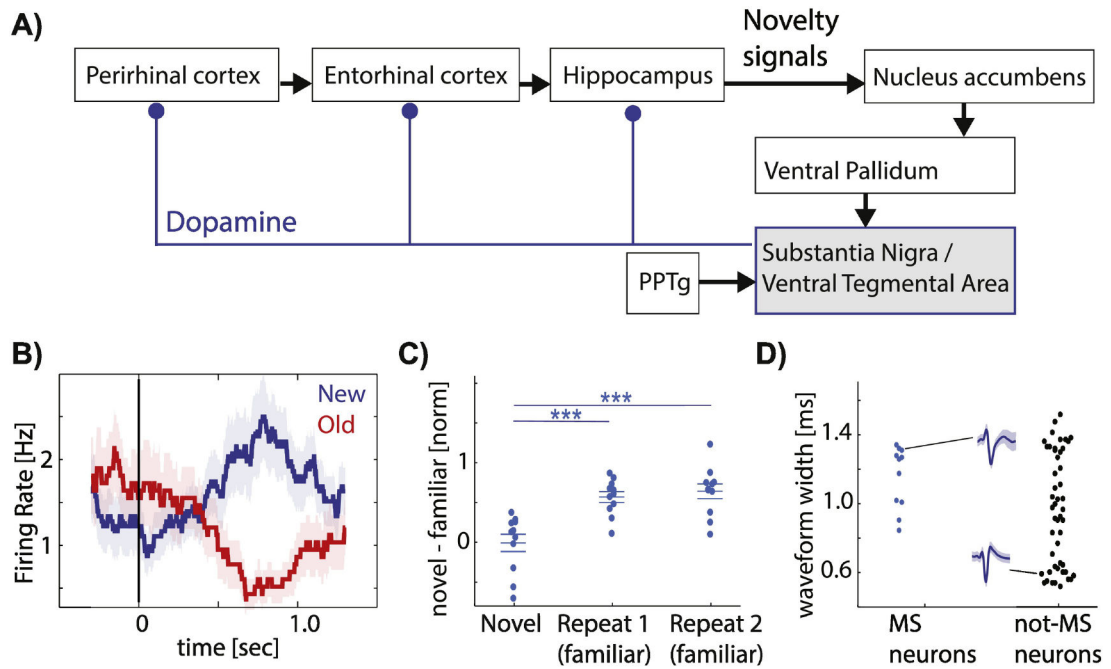 A)
Novelty
signals
Perirhinal cortex
Entorhinal cortex
Hippocampus
Nucleus accumbens
Ventral Pallidum
Dopamine
Substantia Nigra /
Ventral Tegmental Area
PPTg
B)
New
Old
2
1
Firing Rate [Hz]
0
1.0
time [sec]
C)
***
***
1
0
novel - familiar [norm]
Novel
Repeat 1
(familiar)
Repeat 2
(familiar)
D)
1.4
1.0
0.6
waveform width [ms]
MS
neurons
not-MS
neurons